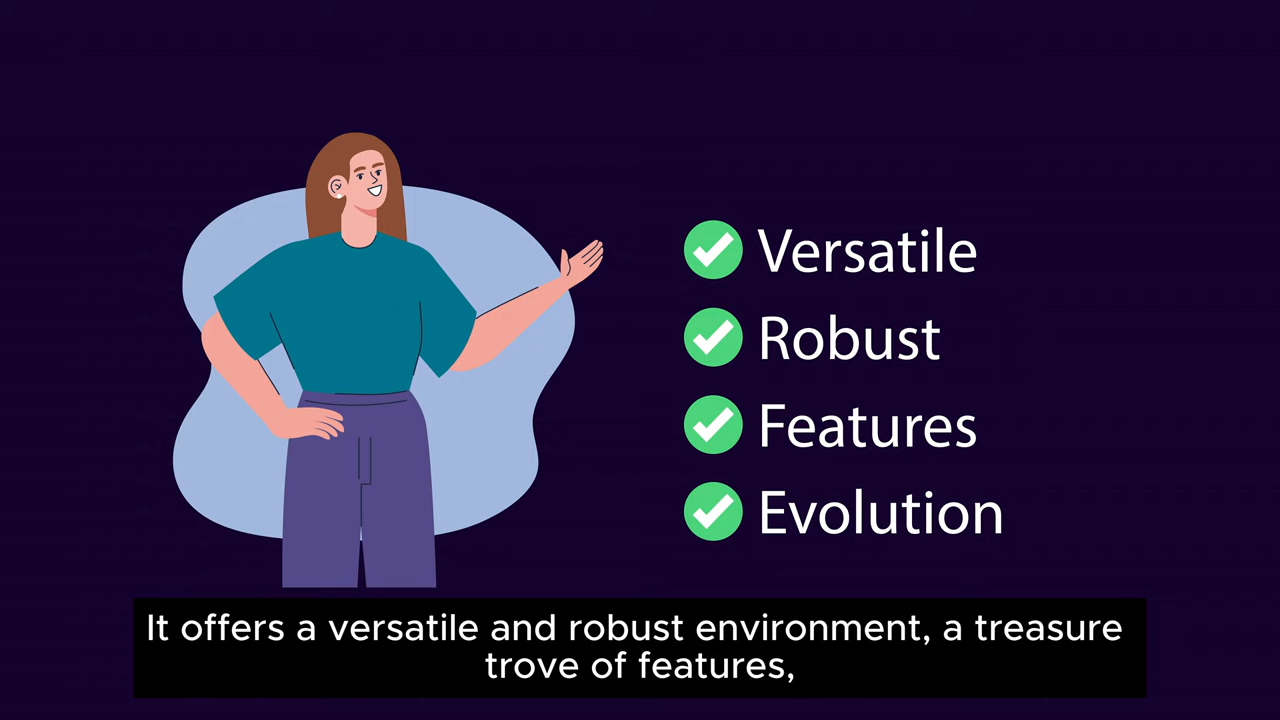 Versatile
Robust
Features
Evolution
It offers a versatile and robust environment, a treasure
trove of features,